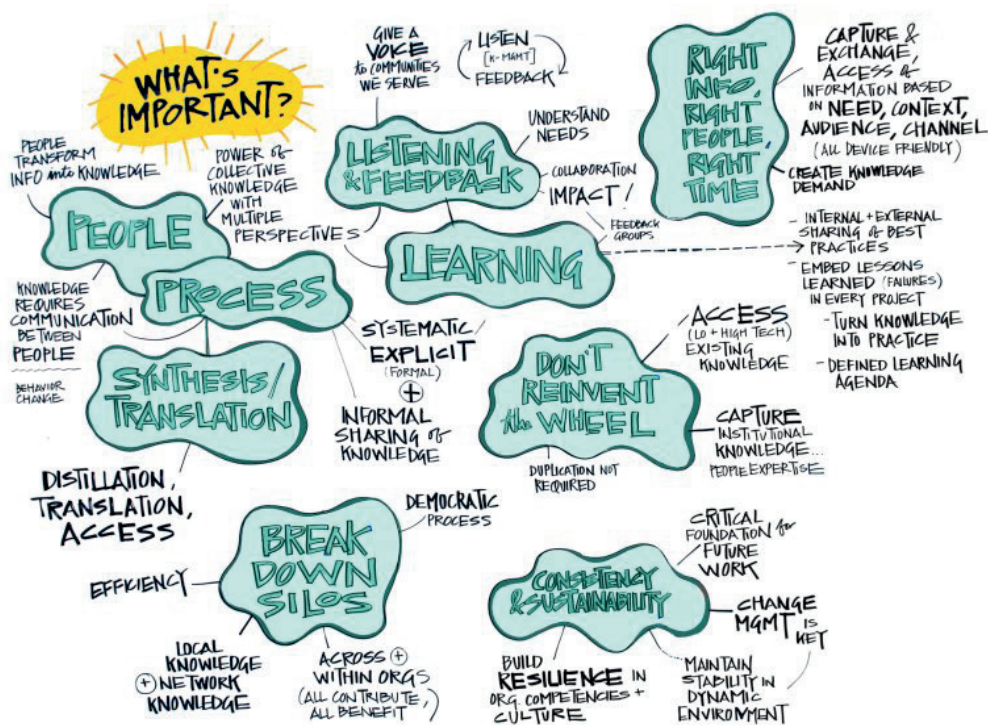 WHAT'S
IMPORTANT?
PEOPLE
TRANSFORM
INFO into KNOWLEDGE
POWER of
COLLECTIVE
KNOWLEDGE
WITH
MULTIPLE
PERSPECTIVES
PEOPLE
PROCESS
KNOWLEDGE
REQUIRES
COMMUNICATION
BETWEEN
PEOPLE
BEHAVIOR
CHANGE
SYSTEMATIC/
EXPLICIT
(FORMAL)
+
INFORMAL
SHARING of
KNOWLEDGE
SYNTHESIS/
TRANSLATION
DISTILLATION,
TRANSLATION,
ACCESS
GIVE A
VOICE
to COMMUNITIES
WE SERVE
LISTEN
[K-MGMT]
FEEDBACK
LISTENING
& FEEDBACK
UNDERSTAND
NEEDS
COLLABORATION
IMPACT!
FEEDBACK
GROUPS
LEARNING
- INTERNAL + EXTERNAL
SHARING of BEST
PRACTICES
- EMBED LESSONS
LEARNED (FAILURES)
IN EVERY PROJECT
- TURN KNOWLEDGE
INTO PRACTICE
- DEFINED LEARNING
AGENDA
RIGHT
INFO,
RIGHT
PEOPLE,
RIGHT
TIME
CAPTURE &
EXCHANGE,
ACCESS of
INFORMATION BASED
ON NEED, CONTEXT,
AUDIENCE, CHANNEL
(ALL DEVICE FRIENDLY)
CREATE KNOWLEDGE
DEMAND
DON'T
REINVENT
the WHEEL
ACCESS
(LO + HIGH TECH)
EXISTING
KNOWLEDGE
CAPTURE
INSTITUTIONAL
KNOWLEDGE...
PEOPLE EXPERTISE
DUPLICATION NOT
REQUIRED
BREAK
DOWN
SILOS
DEMOCRATIC
PROCESS
EFFICIENCY
LOCAL
KNOWLEDGE
+ NETWORK
KNOWLEDGE
ACROSS +
WITHIN ORGS
(ALL CONTRIBUTE,
ALL BENEFIT)
CONSISTENCY
& SUSTAINABILITY
CRITICAL
FOUNDATION for
FUTURE
WORK
CHANGE
MGMT IS
KEY
MAINTAIN
STABILITY IN
DYNAMIC
ENVIRONMENT
BUILD
RESILIENCE IN
ORG. COMPETENCIES +
CULTURE